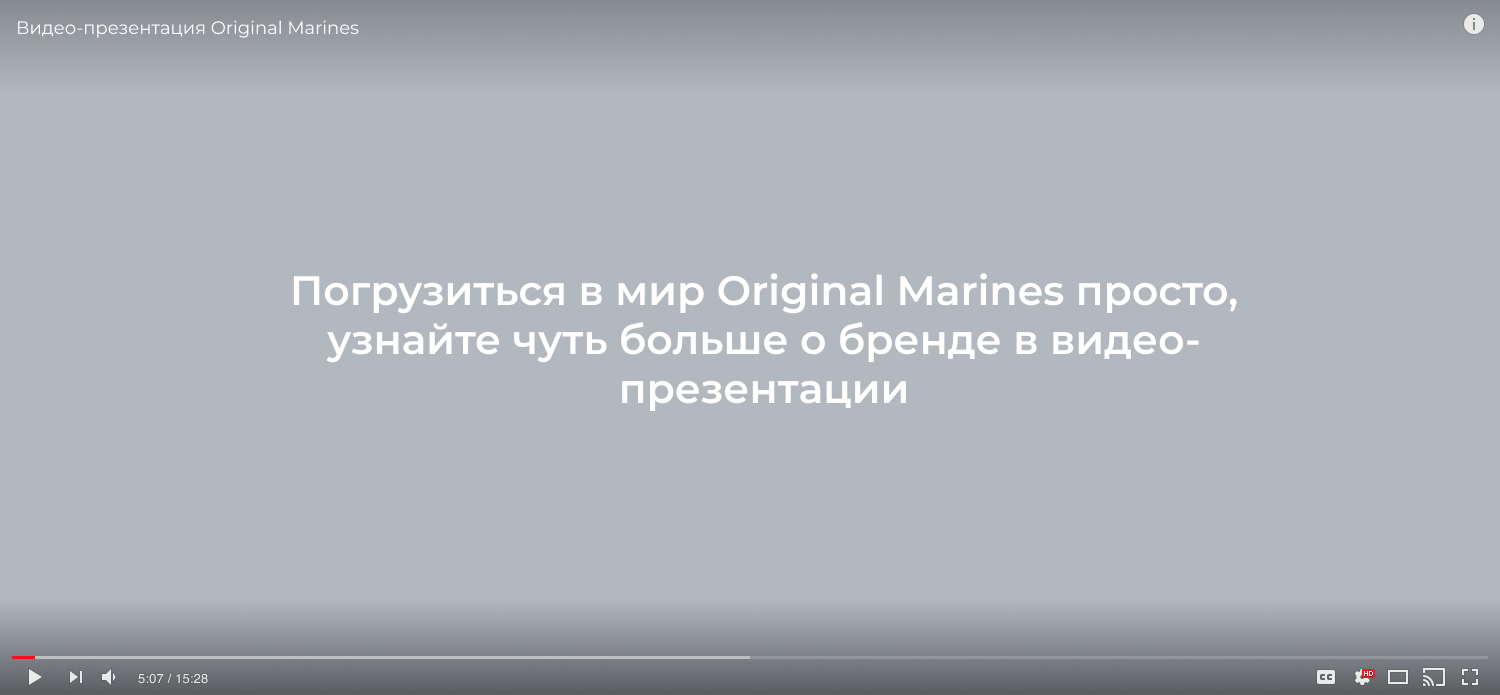 Видео-презентация Original Marines
i
Погрузиться в мир Original Marines просто,
узнайте чуть больше о бренде в видео-
презентации
5:07 / 15:28
CC
HD